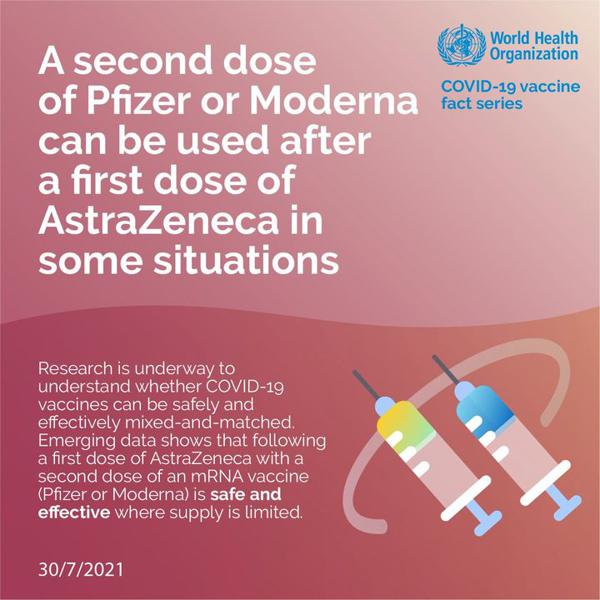 A second dose
of Pfizer or Moderna
can be used after
a first dose of
AstraZeneca in
some situations
World Health
Organization
COVID-19 vaccine
fact series
Research is underway to
understand whether COVID-19
vaccines can be safely and
effectively mixed-and-matched.
Emerging data shows that following
a first dose of AstraZeneca with a
second dose of an mRNA vaccine
(Pfizer or Moderna) is safe and
effective where supply is limited.
30/7/2021